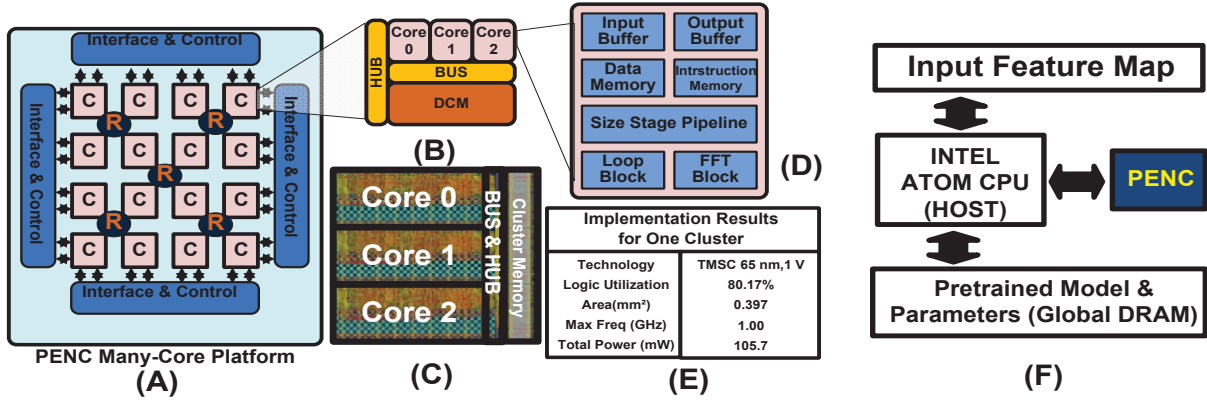 Interface & Control
Interface & Control
Interface & Control
Interface & Control
C
C
C
C
R
R
C
C
C
C
R
C
C
C
C
R
R
C
C
C
C
PENC Many-Core Platform
(A)
HUB
Core
0
Core
1
Core
2
BUS
DCM
(B)
Core 0
Core 1
Core 2
BUS & HUB
Cluster Memory
(C)
Input
Buffer
Output
Buffer
Data
Memory
Intrstruction
Memory
Size Stage Pipeline
Loop
Block
FFT
Block
(D)
Implementation Results
for One Cluster
Technology TMSC 65 nm,1 V
Logic Utilization 80.17%
Area(mm²) 0.397
Max Freq (GHz) 1.00
Total Power (mW) 105.7
(E)
Input Feature Map
INTEL
ATOM CPU
(HOST)
PENC
Pretrained Model &
Parameters (Global DRAM)
(F)